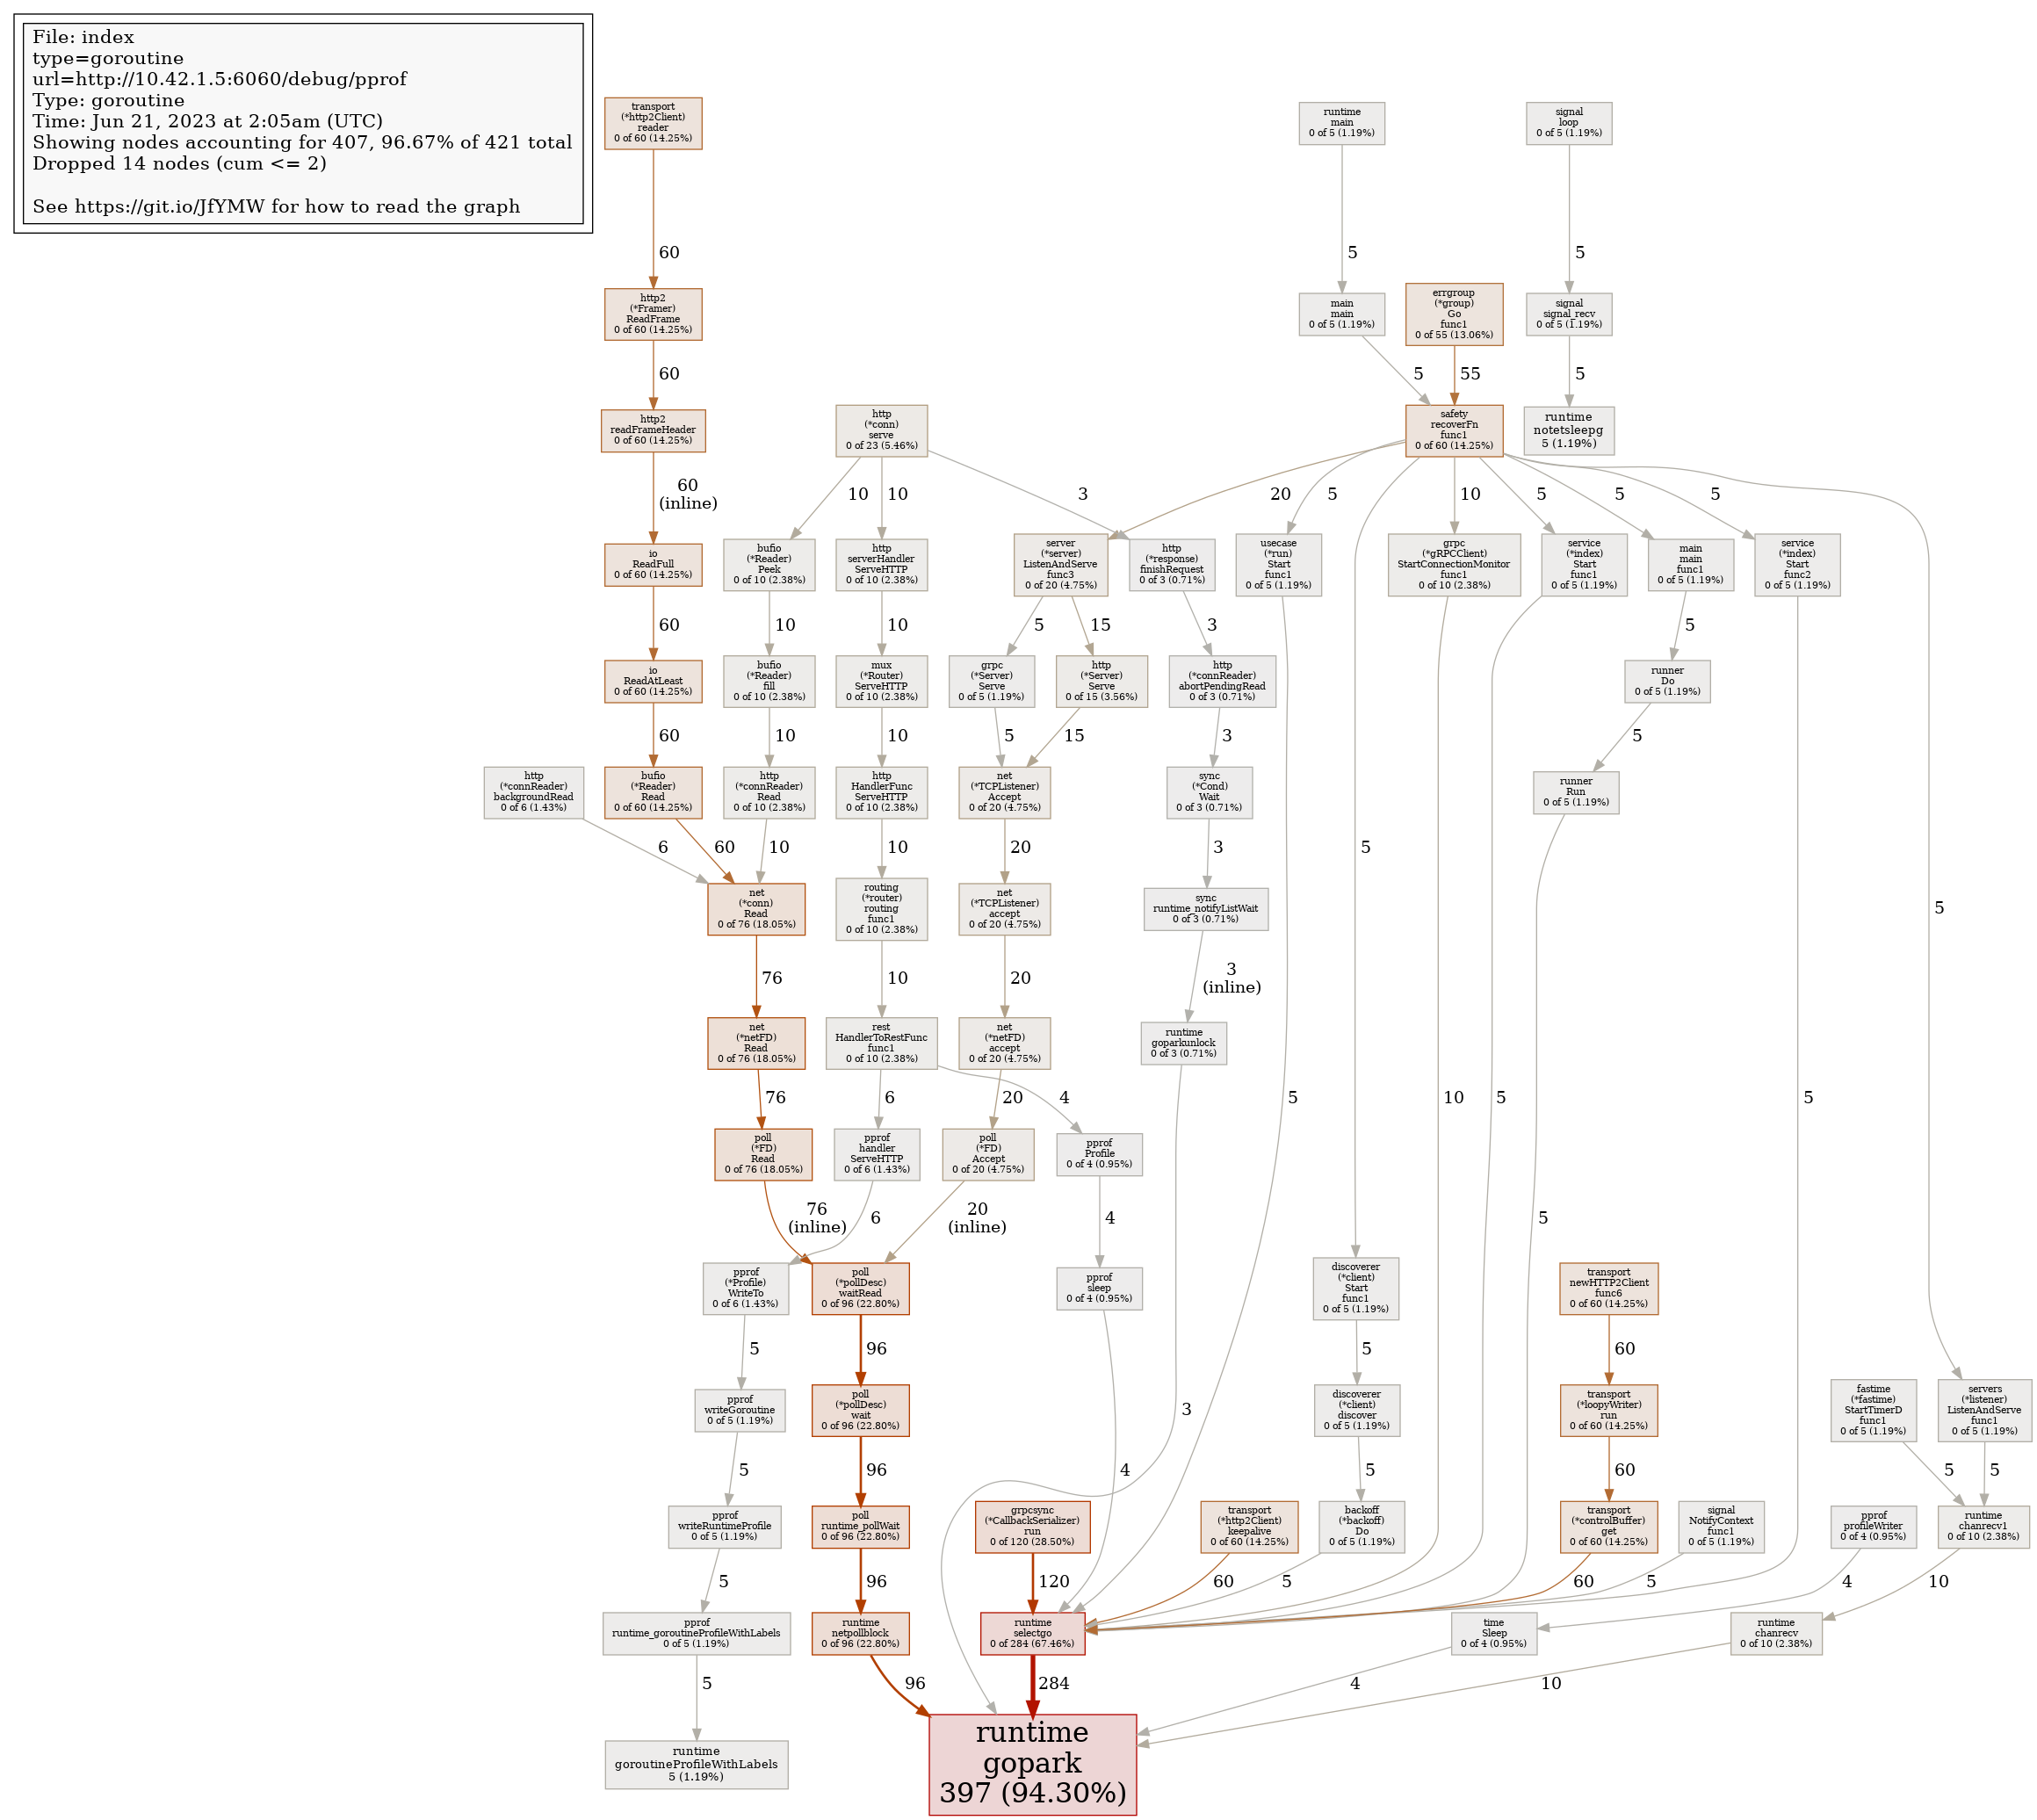 File: index
type=goroutine
url=http://10.42.1.5:6060/debug/pprof
Type: goroutine
Time: Jun 21, 2023 at 2:05am (UTC)
Showing nodes accounting for 407, 96.67% of 421 total
Dropped 14 nodes (cum <= 2)
See https://git.io/JfYMW for how to read the graph
transport
(*http2Client)
reader
0 of 60 (14.25%)
runtime
main
0 of 5 (1.19%)
signal
loop
0 of 5 (1.19%)
60
5
5
http2
(*Framer)
ReadFrame
0 of 60 (14.25%)
main
main
0 of 5 (1.19%)
errgroup
(*group)
Go
func1
0 of 55 (13.06%)
signal
signal_recv
0 of 5 (1.19%)
60
5
55
5
http2
readFrameHeader
0 of 60 (14.25%)
http
(*conn)
serve
0 of 23 (5.46%)
safety
recoverFn
func1
0 of 60 (14.25%)
runtime
notetsleepg
5 (1.19%)
60
(inline)
10
10
3
20
5
10
5
5
5
io
ReadFull
0 of 60 (14.25%)
bufio
(*Reader)
Peek
0 of 10 (2.38%)
http
serverHandler
ServeHTTP
0 of 10 (2.38%)
server
(*server)
ListenAndServe
func3
0 of 20 (4.75%)
http
(*response)
finishRequest
0 of 3 (0.71%)
usecase
(*run)
Start
func1
0 of 5 (1.19%)
grpc
(*gRPCClient)
StartConnectionMonitor
func1
0 of 10 (2.38%)
service
(*index)
Start
func1
0 of 5 (1.19%)
main
main
func1
0 of 5 (1.19%)
service
(*index)
Start
func2
0 of 5 (1.19%)
60
10
10
5
15
3
5
io
ReadAtLeast
0 of 60 (14.25%)
bufio
(*Reader)
fill
0 of 10 (2.38%)
mux
(*Router)
ServeHTTP
0 of 10 (2.38%)
grpc
(*Server)
Serve
0 of 5 (1.19%)
http
(*Server)
Serve
0 of 15 (3.56%)
http
(*connReader)
abortPendingRead
0 of 3 (0.71%)
runner
Do
0 of 5 (1.19%)
60
10
10
5
15
3
5
http
(*connReader)
backgroundRead
0 of 6 (1.43%)
bufio
(*Reader)
Read
0 of 60 (14.25%)
http
(*connReader)
Read
0 of 10 (2.38%)
http
HandlerFunc
ServeHTTP
0 of 10 (2.38%)
net
(*TCPListener)
Accept
0 of 20 (4.75%)
sync
(*Cond)
Wait
0 of 3 (0.71%)
runner
Run
0 of 5 (1.19%)
6
60
10
10
20
3
5
net
(*conn)
Read
0 of 76 (18.05%)
routing
(*router)
routing
func1
0 of 10 (2.38%)
net
(*TCPListener)
accept
0 of 20 (4.75%)
sync
runtime_notifyListWait
0 of 3 (0.71%)
5
76
10
20
3
(inline)
net
(*netFD)
Read
0 of 76 (18.05%)
rest
HandlerToRestFunc
func1
0 of 10 (2.38%)
net
(*netFD)
accept
0 of 20 (4.75%)
runtime
goparkunlock
0 of 3 (0.71%)
76
6
20
4
5
10
5
5
poll
(*FD)
Read
0 of 76 (18.05%)
pprof
handler
ServeHTTP
0 of 6 (1.43%)
poll
(*FD)
Accept
0 of 20 (4.75%)
pprof
Profile
0 of 4 (0.95%)
76
(inline)
6
20
(inline)
4
5
pprof
(*Profile)
WriteTo
0 of 6 (1.43%)
poll
(*pollDesc)
waitRead
0 of 96 (22.80%)
pprof
sleep
0 of 4 (0.95%)
discoverer
(*client)
Start
func1
0 of 5 (1.19%)
transport
newHTTP2Client
func6
0 of 60 (14.25%)
5
96
5
60
pprof
writeGoroutine
0 of 5 (1.19%)
poll
(*pollDesc)
wait
0 of 96 (22.80%)
3
discoverer
(*client)
discover
0 of 5 (1.19%)
transport
(*loopyWriter)
run
0 of 60 (14.25%)
fastime
(*fastime)
StartTimerD
func1
0 of 5 (1.19%)
servers
(*listener)
ListenAndServe
func1
0 of 5 (1.19%)
5
96
4
5
60
5
5
pprof
writeRuntimeProfile
0 of 5 (1.19%)
poll
runtime_pollWait
0 of 96 (22.80%)
grpcsync
(*CallbackSerializer)
run
0 of 120 (28.50%)
transport
(*http2Client)
keepalive
0 of 60 (14.25%)
backoff
(*backoff)
Do
0 of 5 (1.19%)
transport
(*controlBuffer)
get
0 of 60 (14.25%)
signal
NotifyContext
func1
0 of 5 (1.19%)
pprof
profileWriter
0 of 4 (0.95%)
runtime
chanrecv1
0 of 10 (2.38%)
5
96
120
60
5
60
5
4
10
pprof
runtime_goroutineProfileWithLabels
0 of 5 (1.19%)
runtime
netpollblock
0 of 96 (22.80%)
runtime
selectgo
0 of 284 (67.46%)
time
Sleep
0 of 4 (0.95%)
runtime
chanrecv
0 of 10 (2.38%)
5
96
284
4
10
runtime
goroutineProfileWithLabels
5 (1.19%)
runtime
gopark
397 (94.30%)